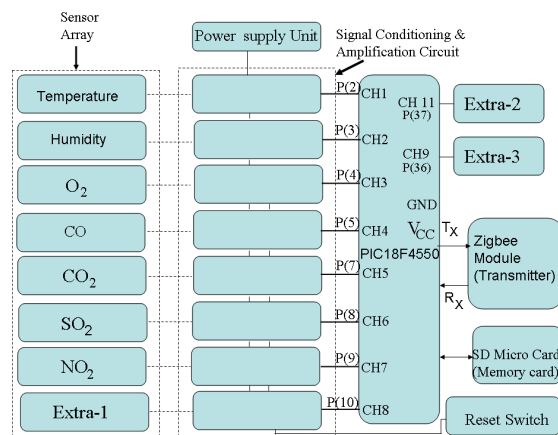 Sensor
Array
Power supply Unit
Signal Conditioning &
Amplification Circuit
Temperature
Humidity
O2
CO
CO2
SO2
NO2
Extra-1
P(2)
P(3)
P(4)
P(5)
P(7)
P(8)
P(9)
P(10)
CH1
CH2
CH3
CH4
CH5
CH6
CH7
CH8
CH 11
P(37)
CH9
P(36)
GND
VCC
PIC18F4550
Extra-2
Extra-3
TX
RX
Zigbee
Module
(Transmitter)
SD Micro Card
(Memory card)
Reset Switch